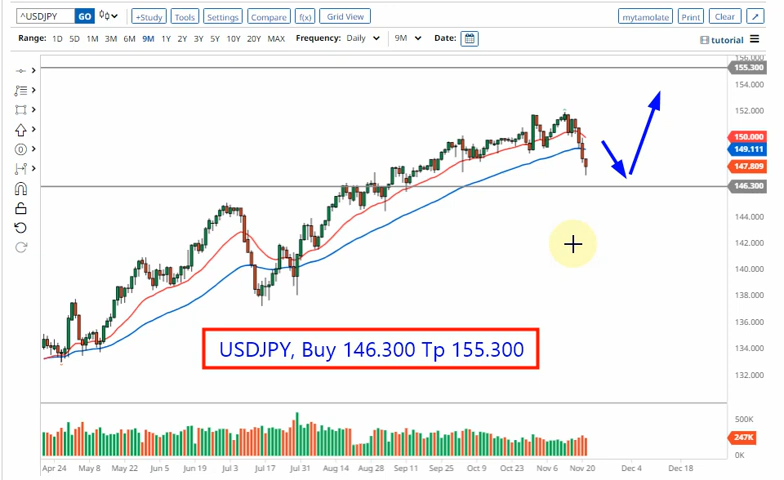 ^USDJPY GO +Study Tools Settings Compare f(x) Grid View mytamolate Print Clear
Range: 1D 5D 1M 3M 6M 9M 1Y 2Y 3Y 5Y 10Y 20Y MAX Frequency: Daily 9M Date: tutorial
156.000
155.300
154.000
152.000
150.000
149.111
147.809
146.300
144.000
142.000
140.000
138.000
136.000
134.000
132.000
USDJPY, Buy 146.300 Tp 155.300
500K
247K
0K
Apr 24 May 8 May 22 Jun 5 Jun 19 Jul 3 Jul 17 Jul 31 Aug 14 Aug 28 Sep 11 Sep 25 Oct 9 Oct 23 Nov 6 Nov 20 Dec 4 Dec 18